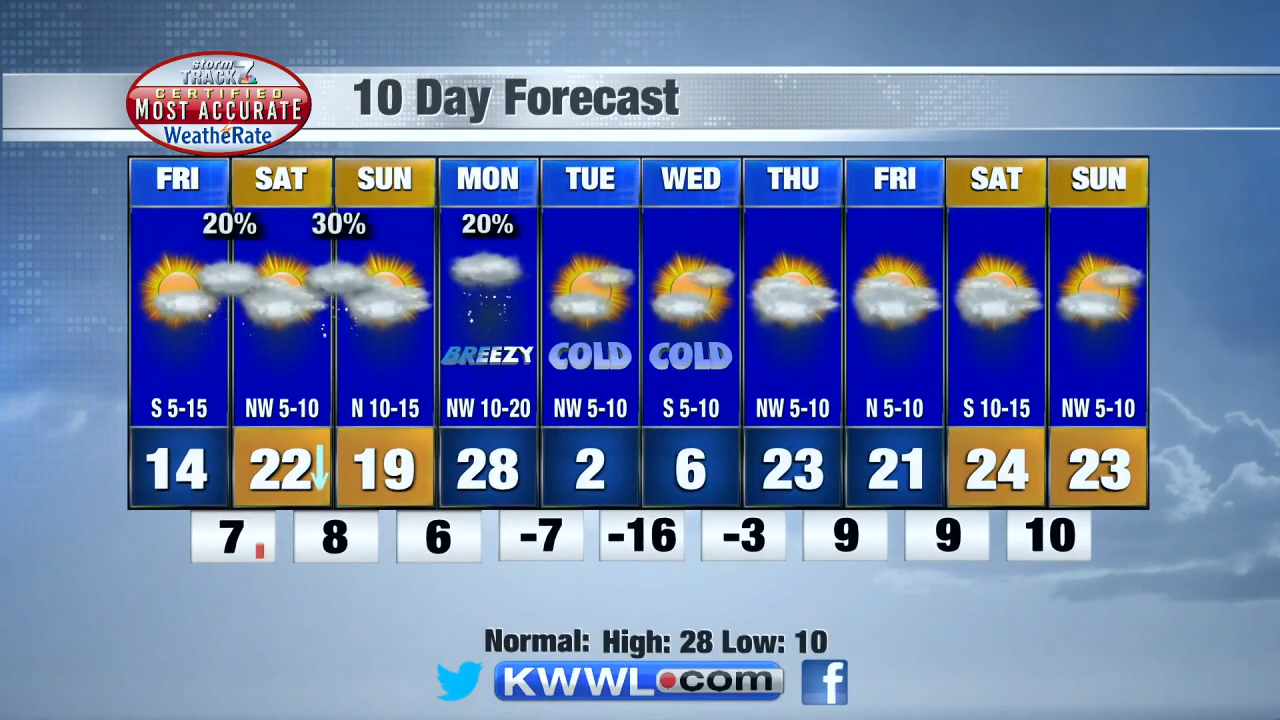 storm
TRACK 7
CERTIFIED
MOST ACCURATE
WeatheRate
10 Day Forecast
FRI SAT SUN MON TUE WED THU FRI SAT SUN
20% 30% 20%
BREEZY COLD COLD
S 5-15 NW 5-10 N 10-15 NW 10-20 NW 5-10 S 5-10 NW 5-10 N 5-10 S 10-15 NW 5-10
14 22 19 28 2 6 23 21 24 23
7 8 6 -7 -16 -3 9 9 10
Normal: High: 28 Low: 10
KWWL.com
f